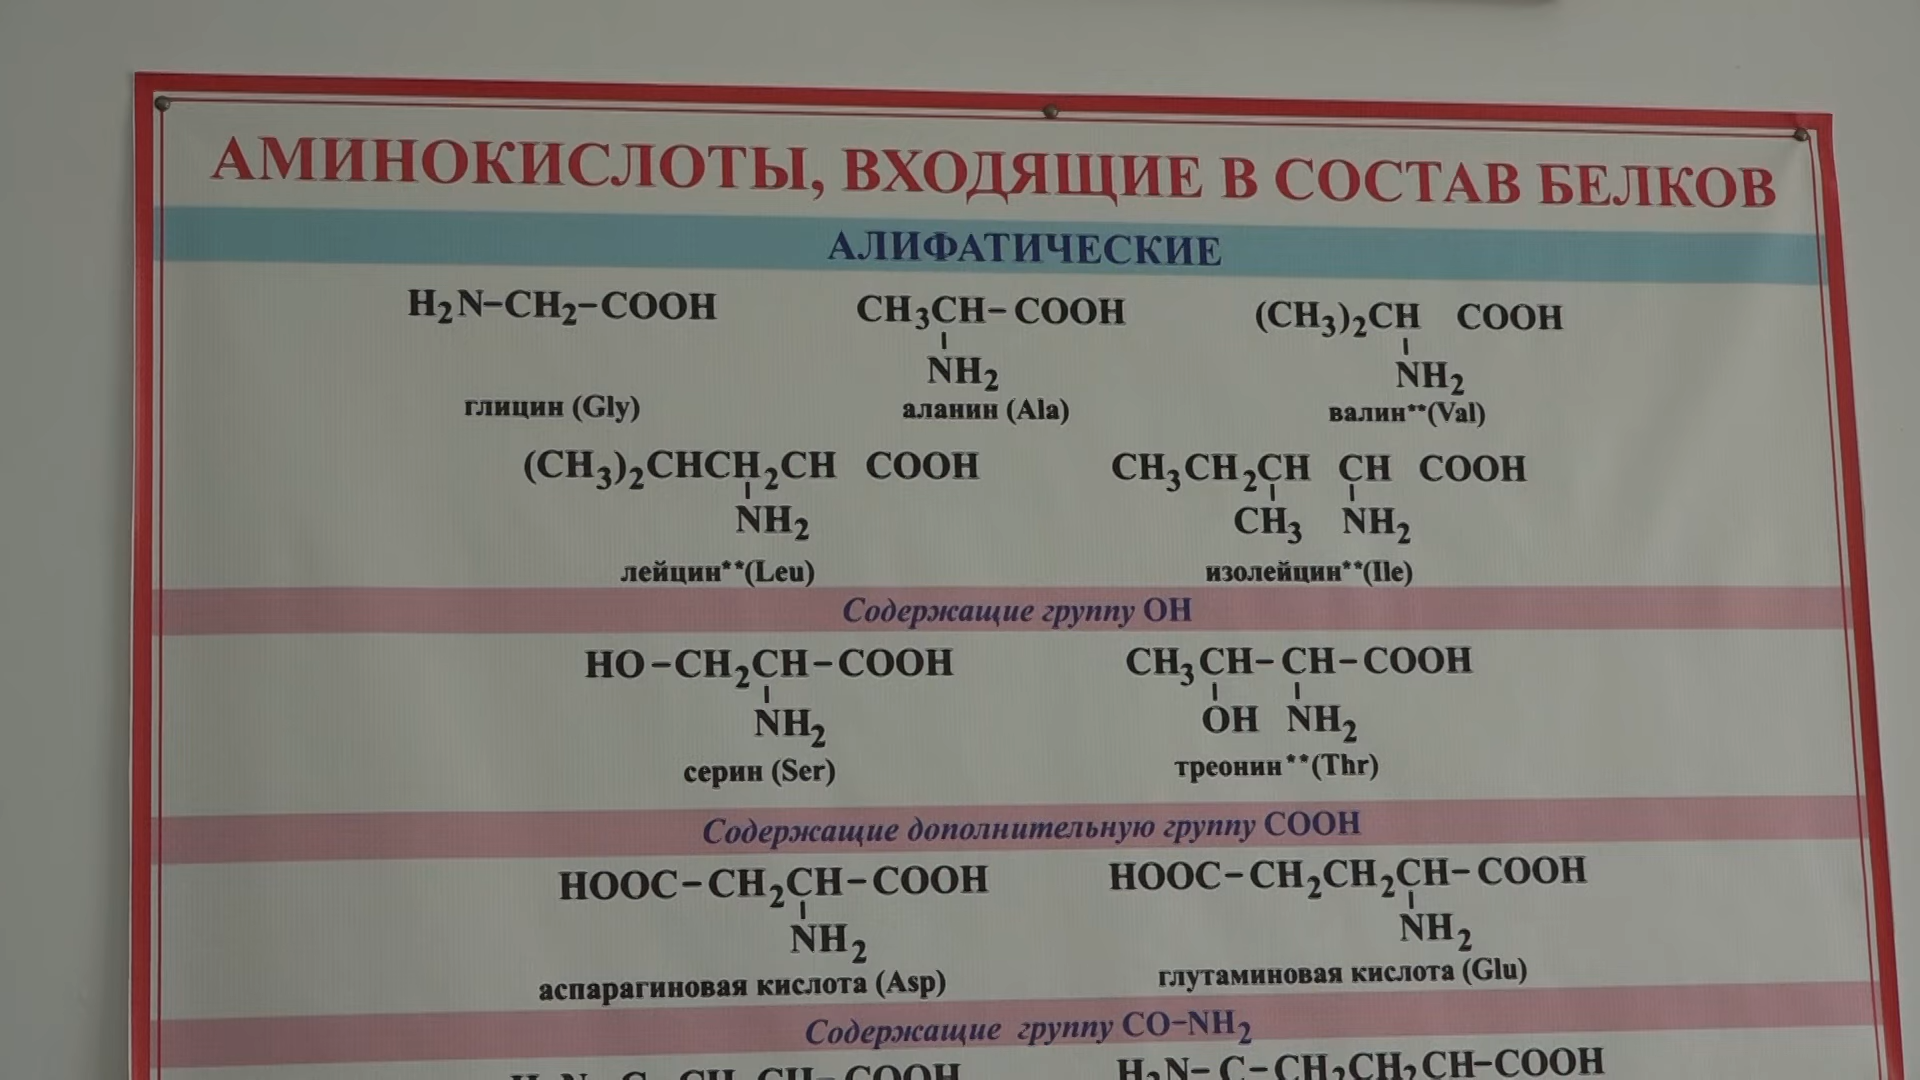 АМИНОКИСЛОТЫ, ВХОДЯЩИЕ В СОСТАВ БЕЛКОВ
АЛИФАТИЧЕСКИЕ
H₂N–CH₂–COOH CH₃CH–COOH (CH₃)₂CH COOH
NH₂ NH₂
глицин (Gly) аланин (Ala) валин**(Val)
(CH₃)₂CHCH₂CH COOH CH₃CH₂CH CH COOH
NH₂ CH₃ NH₂
лейцин**(Leu) изолейцин**(Ile)
Содержащие группу OH
HO–CH₂CH–COOH CH₃CH–CH–COOH
NH₂ OH NH₂
серин (Ser) треонин**(Thr)
Содержащие дополнительную группу COOH
HOOC–CH₂CH–COOH HOOC–CH₂CH₂CH–COOH
NH₂ NH₂
аспарагиновая кислота (Asp) глутаминовая кислота (Glu)
Содержащие группу CO–NH₂
H₂N–C–CH₂CH₂CH–COOH